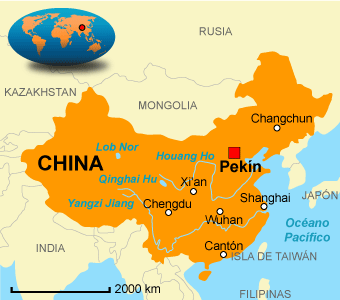 RUSIA
KAZAKHSTAN
MONGOLIA
Changchun
Lob Nor
Houang Ho
CHINA
Pekín
Qinghai Hu
Xi'an
JAPÓN
Yangzi Jiang
Chengdu
Shanghai
Wuhan
Océano
Pacífico
INDIA
Cantón
ISLA DE TAIWÁN
2000 km
FILIPINAS